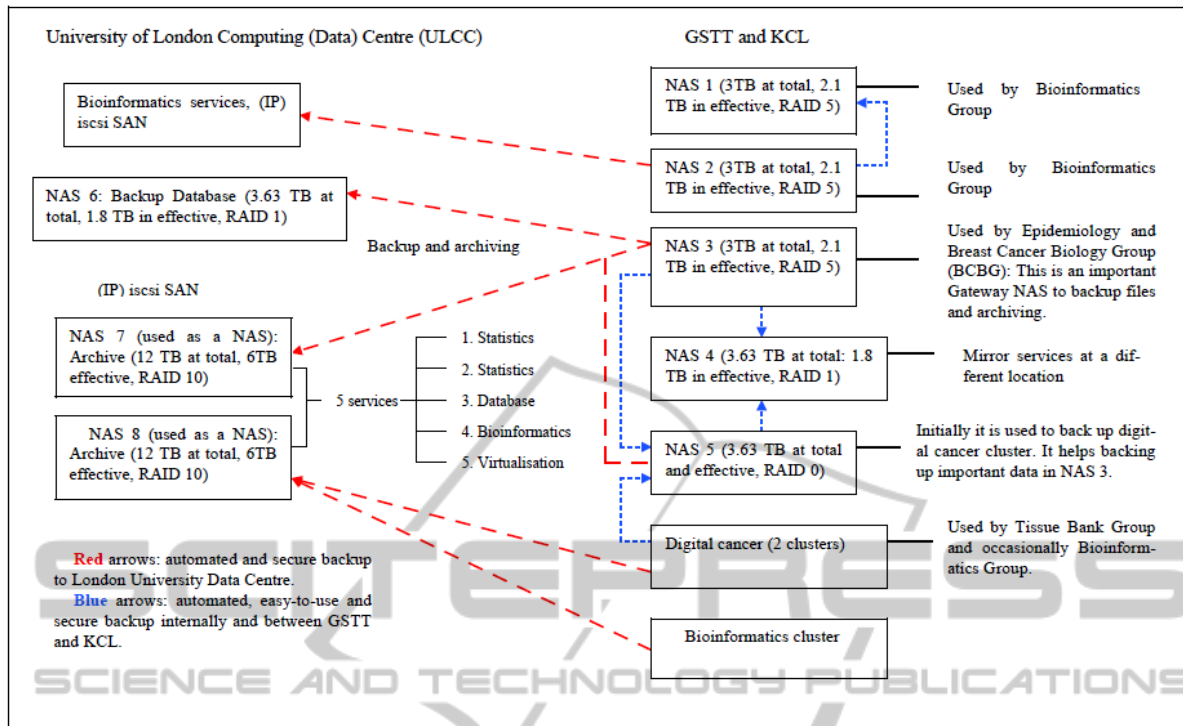 University of London Computing (Data) Centre (ULCC)
GSTT and KCL
Bioinformatics services, (IP)
iscsi SAN
NAS 6: Backup Database (3.63 TB at
total, 1.8 TB in effective, RAID 1)
Backup and archiving
(IP) iscsi SAN
NAS 7 (used as a NAS):
Archive (12 TB at total, 6TB
effective, RAID 10)
NAS 8 (used as a NAS):
Archive (12 TB at total, 6TB
effective, RAID 10)
5 services
1. Statistics
2. Statistics
3. Database
4. Bioinformatics
5. Virtualisation
Red arrows: automated and secure backup
to London University Data Centre.
Blue arrows: automated, easy-to-use and
secure backup internally and between GSTT
and KCL.
NAS 1 (3TB at total, 2.1
TB in effective, RAID 5)
Used by Bioinformatics
Group
NAS 2 (3TB at total, 2.1
TB in effective, RAID 5)
Used by Bioinformatics
Group
NAS 3 (3TB at total, 2.1
TB in effective, RAID 5)
Used by Epidemiology and
Breast Cancer Biology Group
(BCBG): This is an important
Gateway NAS to backup files
and archiving.
NAS 4 (3.63 TB at total: 1.8
TB in effective, RAID 1)
Mirror services at a dif-
ferent location
NAS 5 (3.63 TB at total
and effective, RAID 0)
Initially it is used to back up digit-
al cancer cluster. It helps backing
up important data in NAS 3.
Digital cancer (2 clusters)
Used by Tissue Bank Group
and occasionally Bioinform-
atics Group.
Bioinformatics cluster
SCITEPRESS
SCIENCE AND TECHNOLOGY PUBLICATIONS